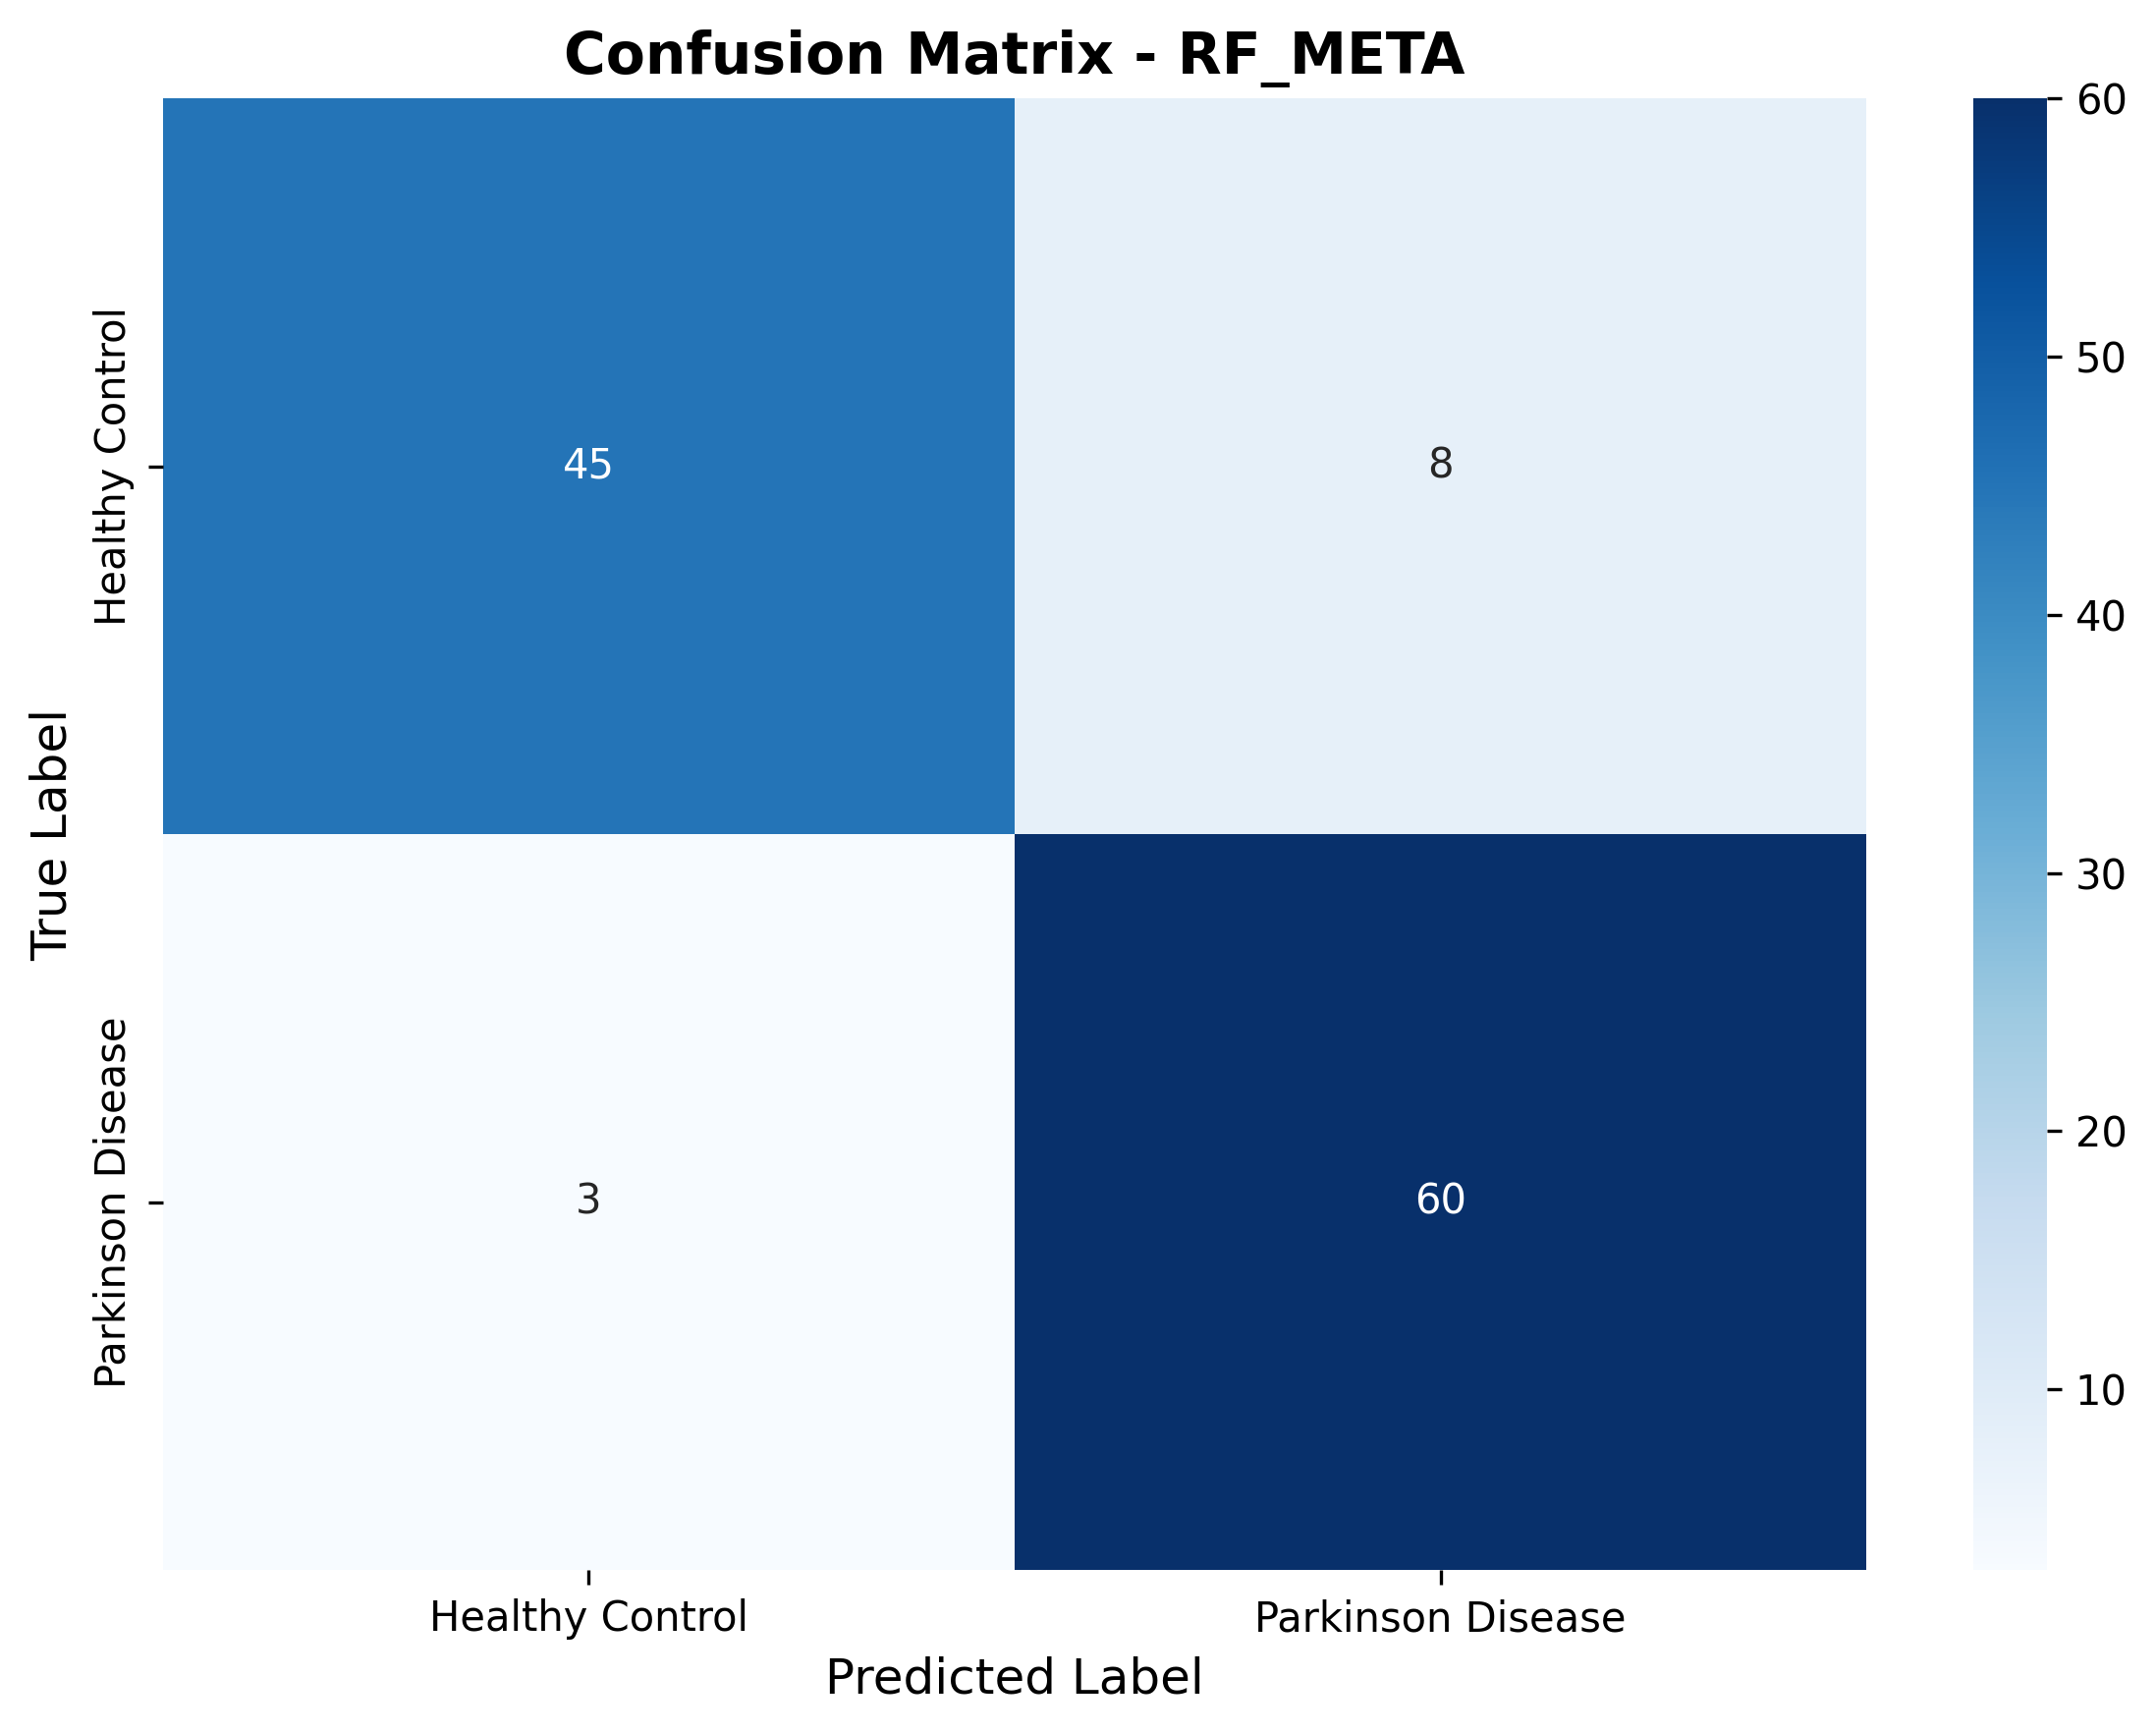 Confusion Matrix - RF_META
True Label
Healthy Control
45
8
Parkinson Disease
3
60
Healthy Control
Parkinson Disease
Predicted Label
60
50
40
30
20
10